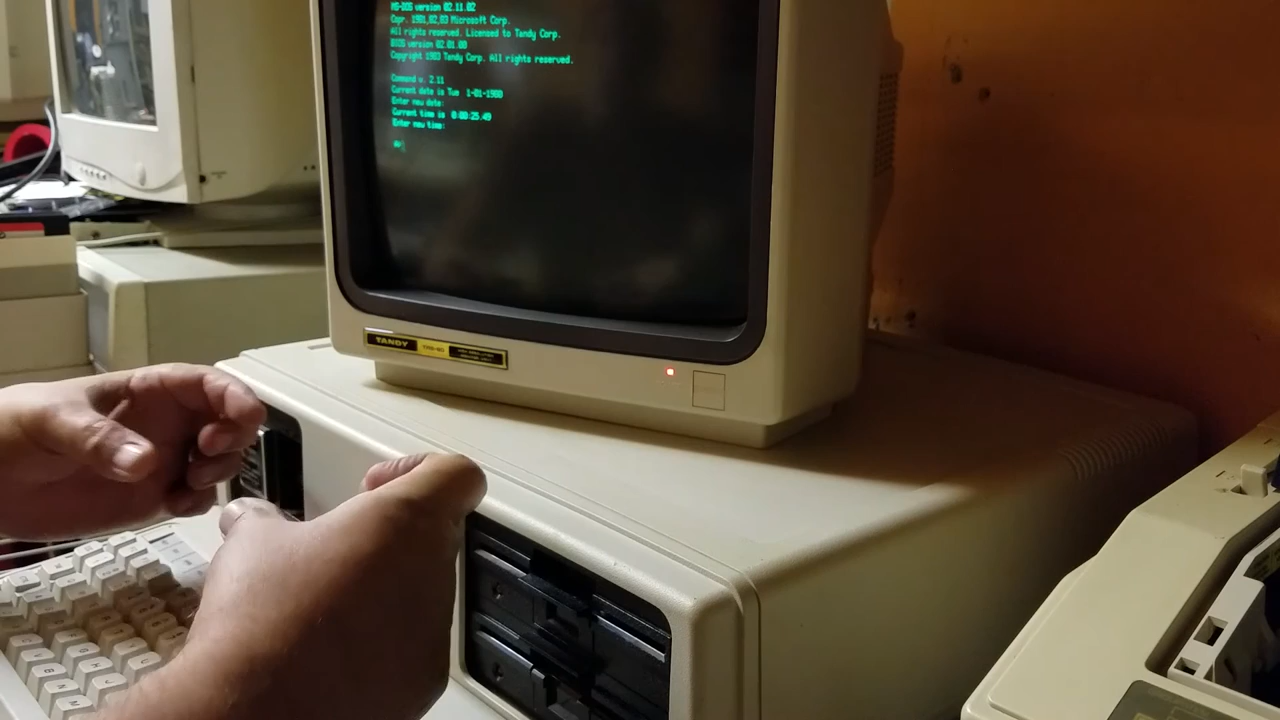 MS-DOS version 02.11.02
Copr. 1981,82,83 Microsoft Corp.
All rights reserved. Licensed to Tandy Corp.
BIOS version 02.01.00
Copyright 1983 Tandy Corp. All rights reserved.
Command v. 2.11
Current date is Tue 1-01-1980
Enter new date:
Current time is 0:00:25.49
Enter new time:
TANDY